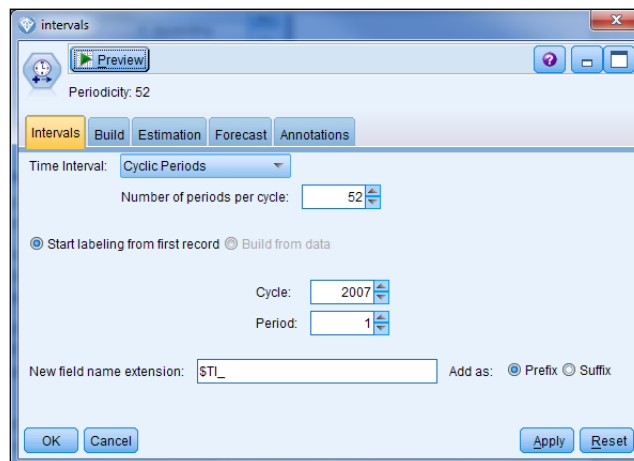 intervals
Preview
Periodicity: 52
Intervals Build Estimation Forecast Annotations
Time Interval: Cyclic Periods
Number of periods per cycle: 52
Start labeling from first record Build from data
Cycle: 2007
Period: 1
New field name extension: $TI_ Add as: Prefix Suffix
OK Cancel Apply Reset